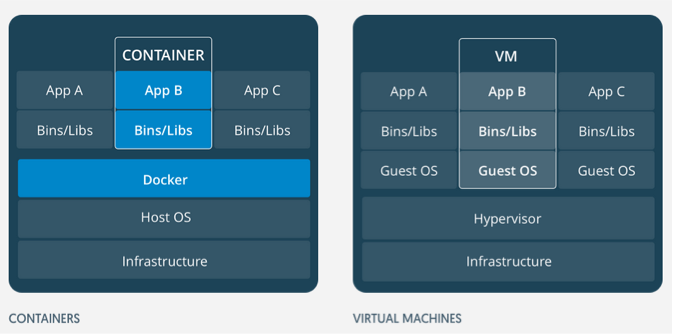 CONTAINER
App A App B App C
Bins/Libs Bins/Libs Bins/Libs
Docker
Host OS
Infrastructure
CONTAINERS
VM
App A App B App C
Bins/Libs Bins/Libs Bins/Libs
Guest OS Guest OS Guest OS
Hypervisor
Infrastructure
VIRTUAL MACHINES